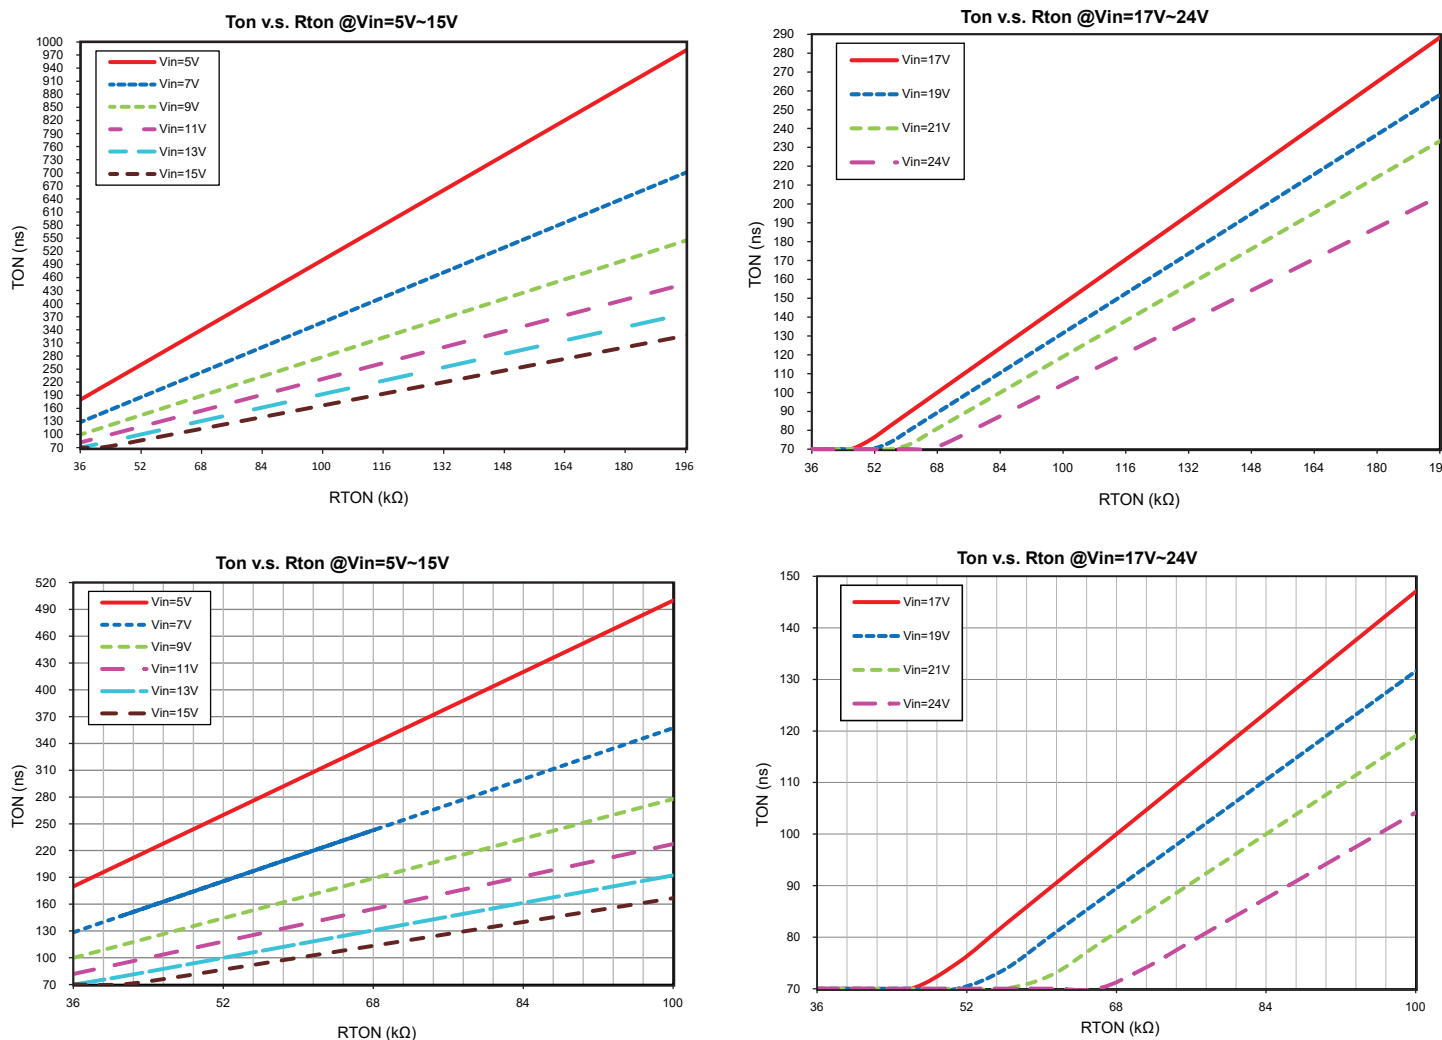 Ton v.s. Rton @Vin=5V~15V
1000
970
940
910
880
850
820
790
760
730
700
670
640
610
580
550
520
490
460
430
400
370
340
310
280
250
220
190
160
130
100
70
TON (ns)
Vin=5V
Vin=7V
Vin=9V
Vin=11V
Vin=13V
Vin=15V
36 52 68 84 100 116 132 148 164 180 196
RTON (kΩ)
Ton v.s. Rton @Vin=17V~24V
290
280
270
260
250
240
230
220
210
200
190
180
170
160
150
140
130
120
110
100
90
80
70
TON (ns)
Vin=17V
Vin=19V
Vin=21V
Vin=24V
36 52 68 84 100 116 132 148 164 180 19
RTON (kΩ)
Ton v.s. Rton @Vin=5V~15V
520
490
460
430
400
370
340
310
280
250
220
190
160
130
100
70
TON (ns)
Vin=5V
Vin=7V
Vin=9V
Vin=11V
Vin=13V
Vin=15V
36 52 68 84 100
RTON (kΩ)
Ton v.s. Rton @Vin=17V~24V
150
140
130
120
110
100
90
80
70
TON (ns)
Vin=17V
Vin=19V
Vin=21V
Vin=24V
36 52 68 84 100
RTON (kΩ)